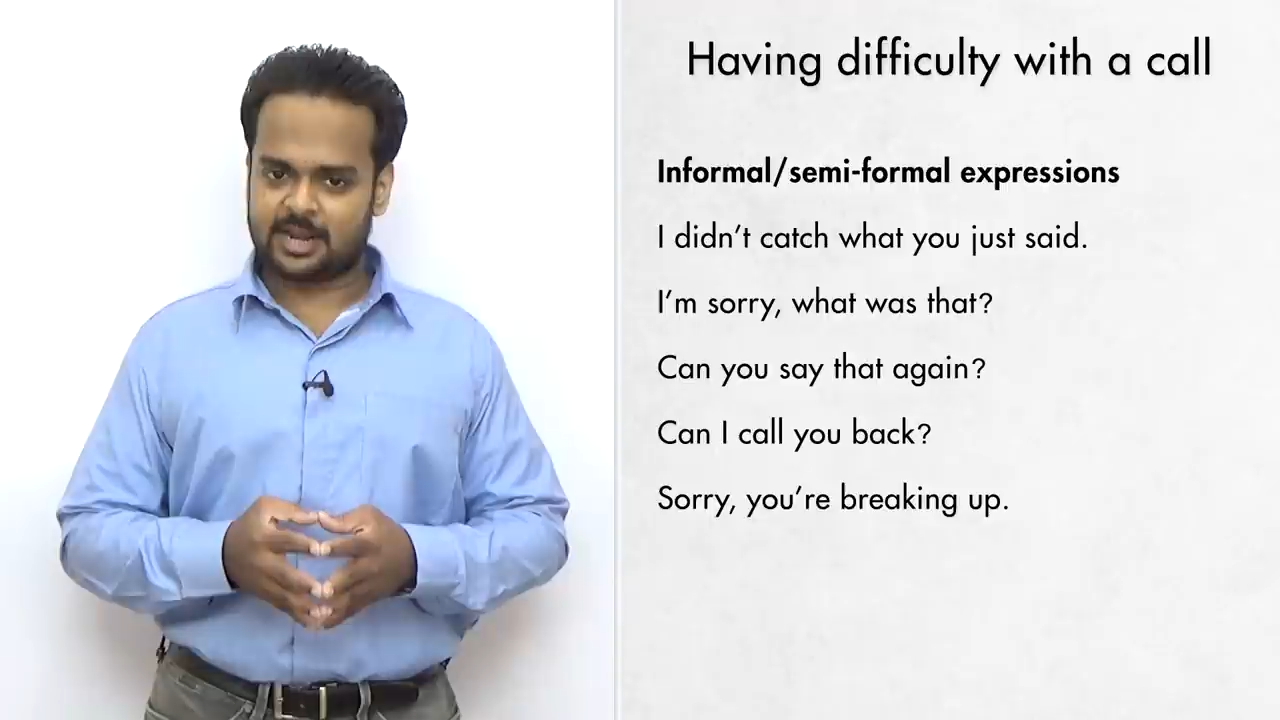 Having difficulty with a call
Informal/semi-formal expressions
I didn’t catch what you just said.
I’m sorry, what was that?
Can you say that again?
Can I call you back?
Sorry, you’re breaking up.